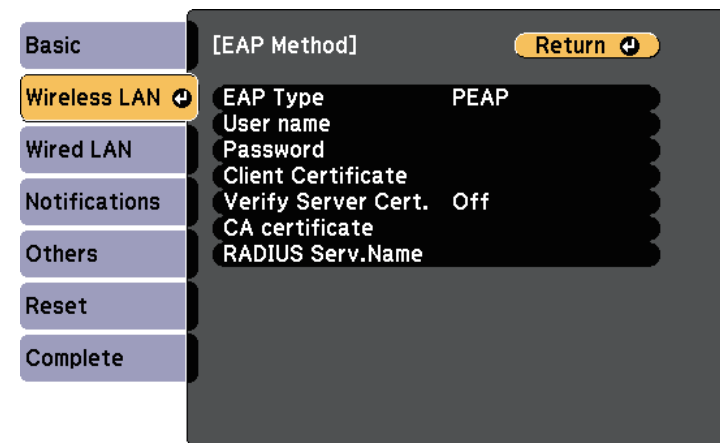 Basic
Wireless LAN
Wired LAN
Notifications
Others
Reset
Complete
[EAP Method]
Return
EAP Type PEAP
User name
Password
Client Certificate
Verify Server Cert. Off
CA certificate
RADIUS Serv.Name